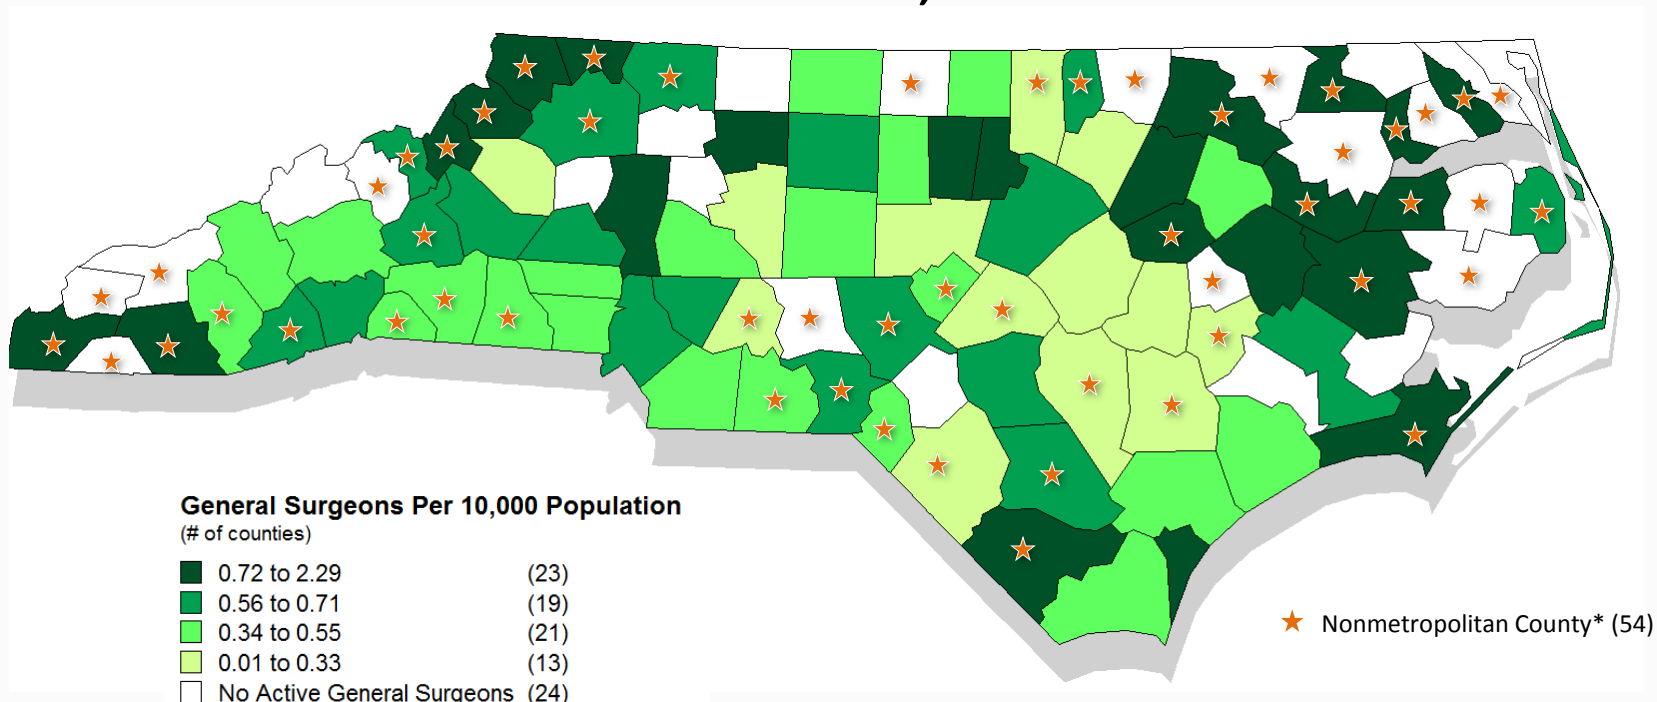 General Surgeons Per 10,000 Population
(# of counties)
0.72 to 2.29 (23)
0.56 to 0.71 (19)
0.34 to 0.55 (21)
0.01 to 0.33 (13)
No Active General Surgeons (24)
Nonmetropolitan County* (54)